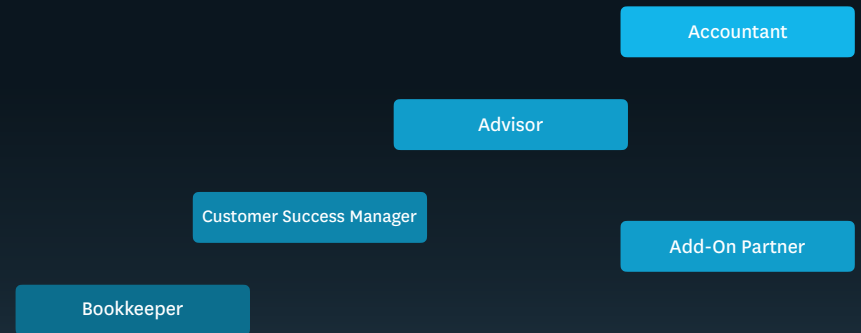 Accountant
Advisor
Customer Success Manager
Add-On Partner
Bookkeeper